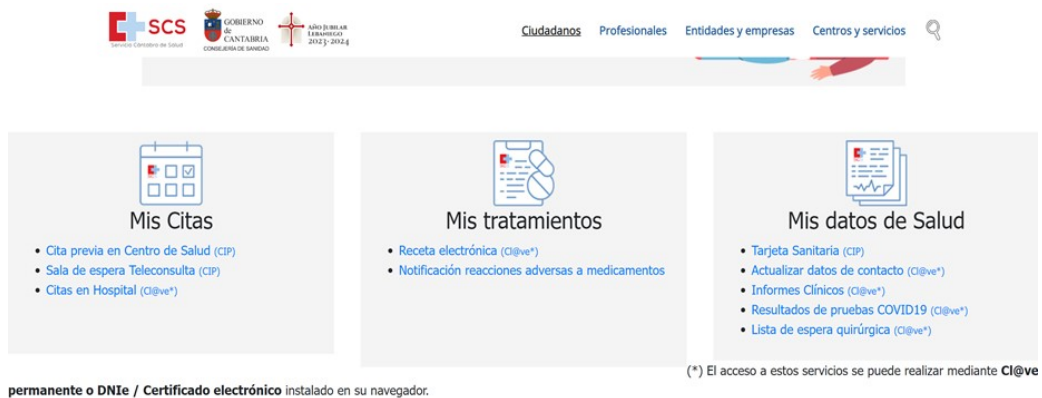 SCS
Servicio Cántabro de Salud
GOBIERNO
de
CANTABRIA
CONSEJERÍA DE SANIDAD
AÑO JUBILAR
LEBANIEGO
2023-2024
Ciudadanos
Profesionales
Entidades y empresas
Centros y servicios
Mis Citas
• Cita previa en Centro de Salud (CIP)
• Sala de espera Teleconsulta (CIP)
• Citas en Hospital (Cl@ve*)
Mis tratamientos
• Receta electrónica (Cl@ve*)
• Notificación reacciones adversas a medicamentos
Mis datos de Salud
• Tarjeta Sanitaria (CIP)
• Actualizar datos de contacto (Cl@ve*)
• Informes Clínicos (Cl@ve*)
• Resultados de pruebas COVID19 (Cl@ve*)
• Lista de espera quirúrgica (Cl@ve*)
(*) El acceso a estos servicios se puede realizar mediante Cl@ve
permanente o DNIe / Certificado electrónico instalado en su navegador.